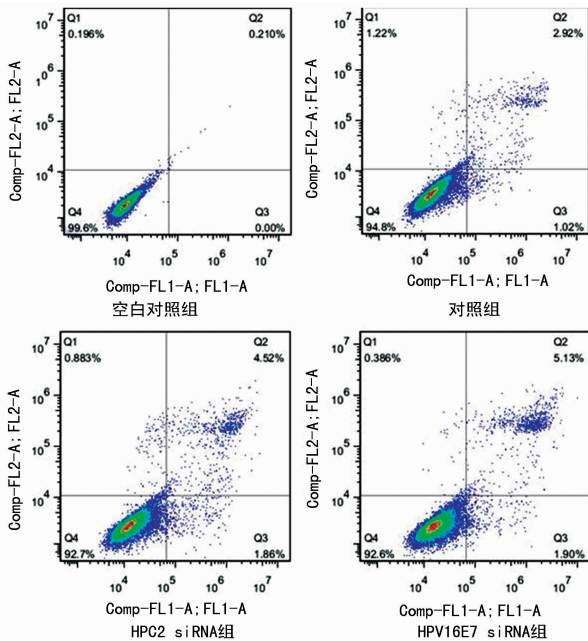 Q1
0.196%
Q2
0.210%
Q4
99.6%
Q3
0.00%
10⁷
1⁰6
10⁵
10⁴
10⁴
10⁵
10⁶
10⁷
Comp-FL2-A; FL2-A
Comp-FL1-A; FL1-A
空白对照组
Q1
1.22%
Q2
2.92%
Q4
94.8%
Q3
1.02%
10⁷
10⁶
10⁵
10⁴
10⁴
10⁵
10⁶
10⁷
Comp-FL2-A; FL2-A
Comp-FL1-A; FL1-A
对照组
Q1
0.883%
Q2
4.52%
Q4
92.7%
Q3
1.86%
10⁷
10⁶
10⁵
10⁴
10⁴
10⁵
10⁶
10⁷
Comp-FL2-A; FL2-A
Comp-FL1-A; FL1-A
HPC2 siRNA组
Q1
0.386%
Q2
5.13%
Q4
92.6%
Q3
1.90%
10⁷
10⁶
10⁵
10⁴
10⁴
10⁵
10⁶
10⁷
Comp-FL2-A; FL2-A
Comp-FL1-A; FL1-A
HPV16E7 siRNA组